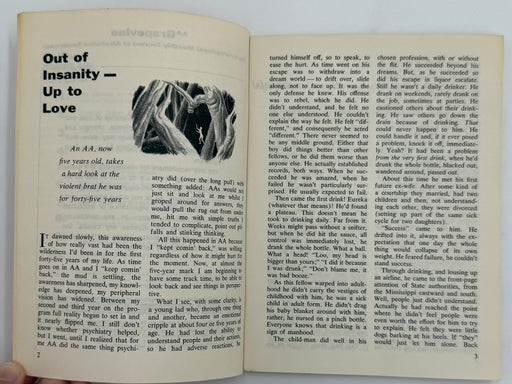 Out of
Insanity —
Up to
Love
An AA, now
five years old, takes
a hard look at the
violent brat he was
for forty-five years
IT dawned slowly, this awareness
of how really vast had been the
wilderness I'd been in for the first
forty-five years of my life. As time
goes on in AA and I "keep comin'
back," the mud is settling, the
awareness has sharpened, my knowl-
edge has deepened, my peripheral
vision has widened. Between my
second and third year on the pro-
gram full reality began to set in and
it nearly flipped me. I still don't
know whether psychiatry helped,
but I went, until I realized that for
me AA did the same thing psychi-
2
atry did (over the long pull) with
something added: AAs would so
just sit and look at me while I
groped around for answers, the
would pull the rug out from under
me, hit me with simple truths I
tended to complicate, point out pit-
falls and stinking thinking.
All this happened in AA because
I "kept comin' back," was willing
regardless of how it might hurt for
the moment. Now, at almost the
five-year mark I am beginning to
have some track time, to be able to
look back and see things in perspec-
tive.
What I see, with some clarity, is
a young lad who, through one thing
and another, became an emotional
cripple at about four or five years of
age. He had lost the ability to
understand people and their actions,
so he had adverse reactions. He
turned himself off, so to speak, to
ease the hurt. As time went on his
escape was to withdraw into a
dream world — to drift over, slide
along, not to face up. It was the
only defense he knew. His offense
was to rebel, which he did. He
didn't understand, and he felt no
one else understood. He couldn't
explain the way he felt. He felt "dif-
ferent," and consequently he acted
"different." There never seemed to
be any middle ground. Either that
boy did things better than other
fellows, or he did them worse than
anyone else. He actually established
records, both ways. When he suc-
ceeded he was amazed, when he
failed he wasn't particularly sur-
prised. He usually expected to fail.
Then came the first drink! Eureka
(whatever that means)! He'd found
a plateau. This doesn't mean he
took to drinking daily. Far from it.
Weeks might pass without a snifter,
but when he did hit the sauce, all
control was immediately lost, he
drank the whole bottle. What a ball.
What a head! "Loo, my head is
bigger than yours"; "I did it because
I was drunk;" "Don't blame me, it
was bad booze."
As this fellow warped into adult-
hood he didn't carry the vestiges of
childhood with him, he was a sick
child in adult form. He didn't drag
his baby blanket around with him,
rather, he nursed on a pinch bottle.
Everyone knows that drinking is a
sign of manhood.
The child-man did well in his
chosen profession, with or without
the flit. He succeeded beyond his
dreams. But, as he succeeded so
did his escape in liquor escalate.
Still he wasn't a daily drinker. He
drank on weekends, rarely drank on
the job, sometimes at parties. He
cautioned others about their drink-
ing. He saw others go down the
drain because of drinking. That
could never happen to him. He
could handle it and, if it ever posed
a problem, knock it off, immediate-
ly. Yeah? It had been a problem
from the very first drink, when he'd
drank the whole bottle, blacked out,
wandered around, passed out.
About this time he met his first
future ex-wife. After some kind of
a courtship they married, had two
children and then, not understand-
ing each other, they were divorced
(setting up part of the same sick
cycle for two daughters).
"Success" came to him. He
drifted into it, always with the ex-
pectation that one day the whole
thing would collapse of its own
weight. He feared failure, he couldn't
stand success.
Through drinking, and lousing up
an airline, he came to the front-page
attention of State authorities, from
the Mississippi eastward and south.
Well, people just didn't understand.
Actually he had reached the point
where he didn't feel people were
even worth the effort for him to try
to explain. He felt they were little
dogs barking at his heels. If "they"
would just let him alone. Back
3